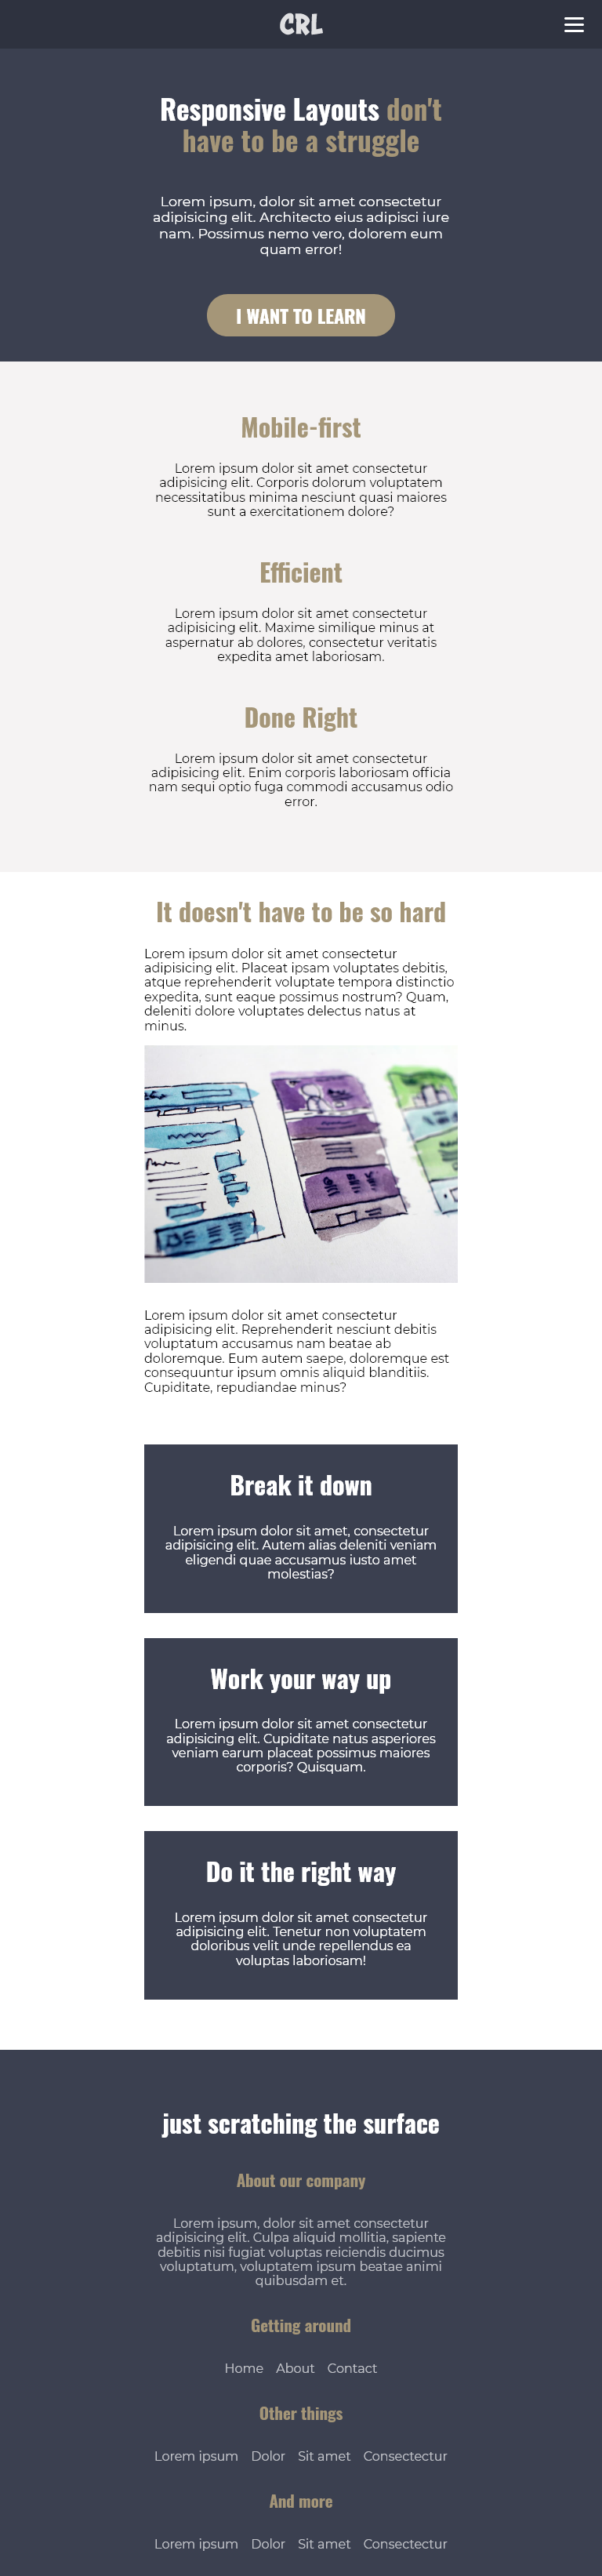 CRL
Responsive Layouts don't
have to be a struggle
Lorem ipsum, dolor sit amet consectetur
adipisicing elit. Architecto eius adipisci iure
nam. Possimus nemo vero, dolorem eum
quam error!
I WANT TO LEARN
Mobile-first
Lorem ipsum dolor sit amet consectetur
adipisicing elit. Corporis dolorum voluptatem
necessitatibus minima nesciunt quasi maiores
sunt a exercitationem dolore?
Efficient
Lorem ipsum dolor sit amet consectetur
adipisicing elit. Maxime similique minus at
aspernatur ab dolores, consectetur veritatis
expedita amet laboriosam.
Done Right
Lorem ipsum dolor sit amet consectetur
adipisicing elit. Enim corporis laboriosam officia
nam sequi optio fuga commodi accusamus odio
error.
It doesn't have to be so hard
Lorem ipsum dolor sit amet consectetur
adipisicing elit. Placeat ipsam voluptates debitis,
atque reprehenderit voluptate tempora distinctio
expedita, sunt eaque possimus nostrum? Quam,
deleniti dolore voluptates delectus natus at
minus.
Lorem ipsum dolor sit amet consectetur
adipisicing elit. Reprehenderit nesciunt debitis
voluptatum accusamus nam beatae ab
doloremque. Eum autem saepe, doloremque est
consequuntur ipsum omnis aliquid blanditiis.
Cupiditate, repudiandae minus?
Break it down
Lorem ipsum dolor sit amet, consectetur
adipisicing elit. Autem alias deleniti veniam
eligendi quae accusamus iusto amet
molestias?
Work your way up
Lorem ipsum dolor sit amet consectetur
adipisicing elit. Cupiditate natus asperiores
veniam earum placeat possimus maiores
corporis? Quisquam.
Do it the right way
Lorem ipsum dolor sit amet consectetur
adipisicing elit. Tenetur non voluptatem
doloribus velit unde repellendus ea
voluptas laboriosam!
just scratching the surface
About our company
Lorem ipsum, dolor sit amet consectetur
adipisicing elit. Culpa aliquid mollitia, sapiente
debitis nisi fugiat voluptas reiciendis ducimus
voluptatum, voluptatem ipsum beatae animi
quibusdam et.
Getting around
Home About Contact
Other things
Lorem ipsum Dolor Sit amet Consectectur
And more
Lorem ipsum Dolor Sit amet Consectectur